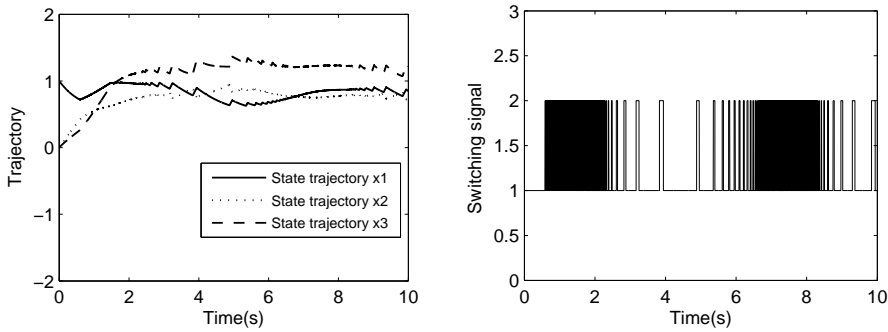 2
1
0
−1
−2
Trajectory
State trajectory x1
State trajectory x2
State trajectory x3
0 2 4 6 8 10
Time(s)
3
2.5
2
1.5
1
0.5
0
Switching signal
0 2 4 6 8 10
Time(s)